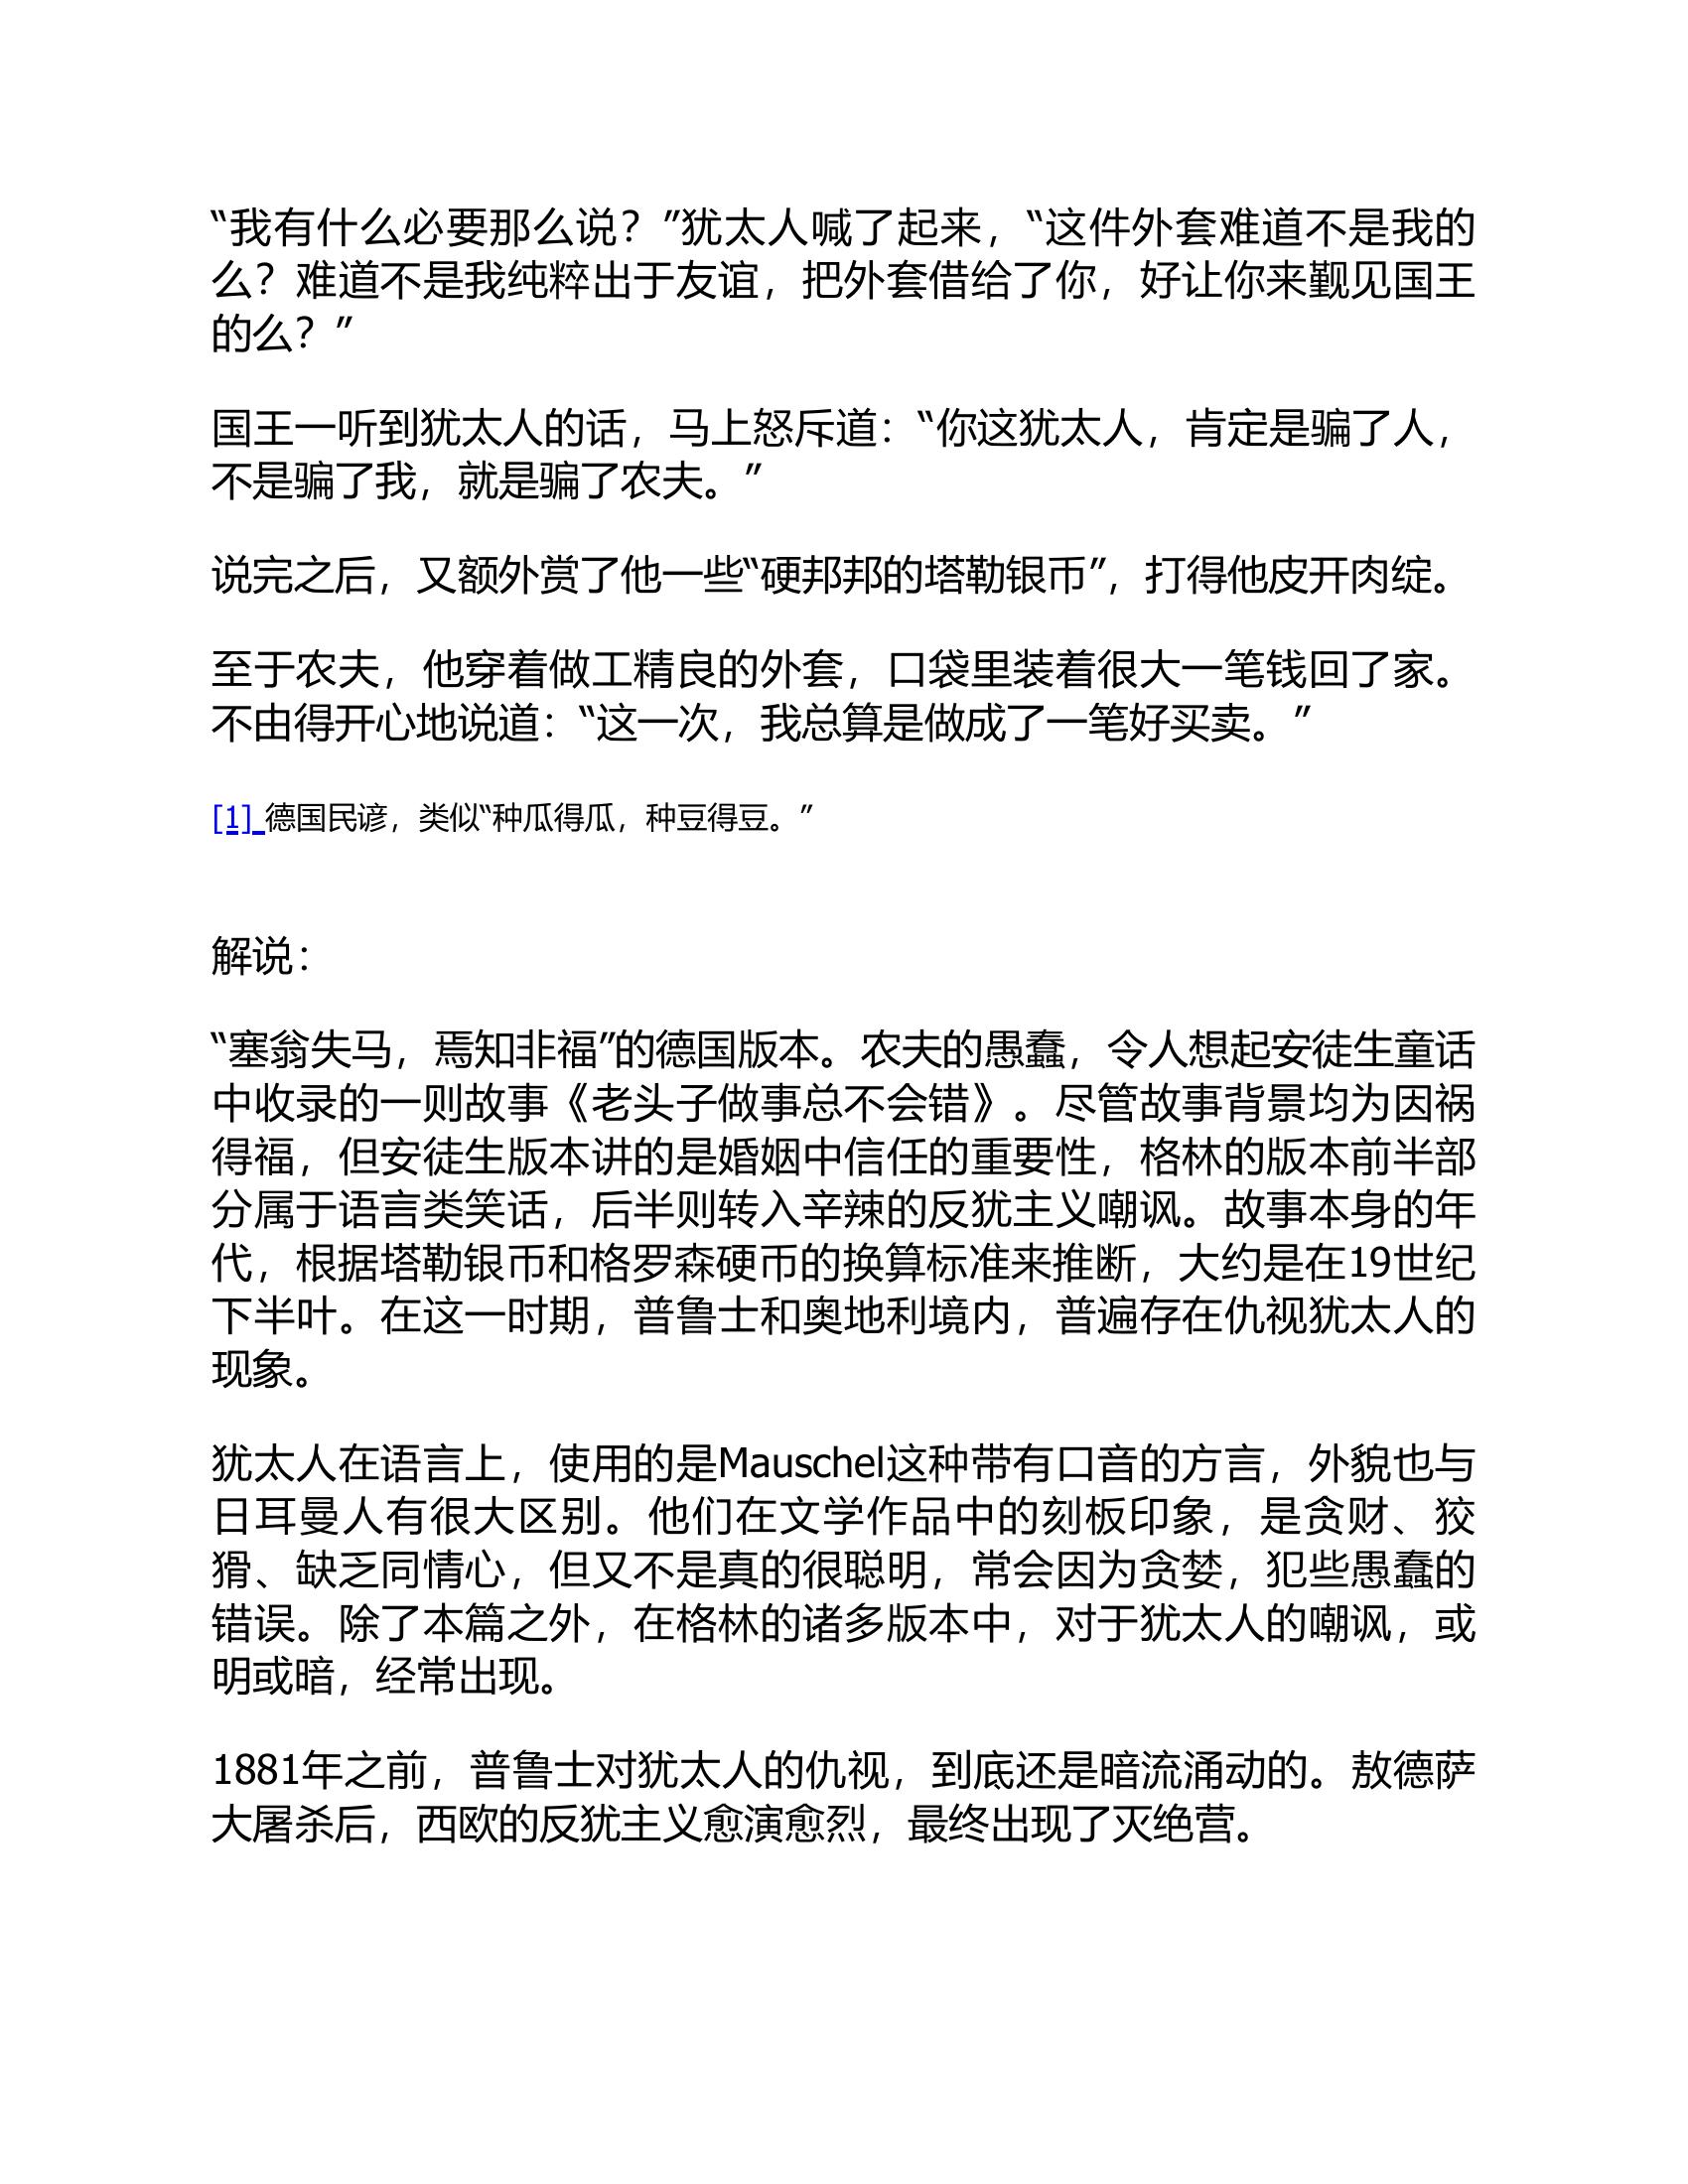 “我有什么必要那么说？”犹太人喊了起来，“这件外套难道不是我的
么？难道不是我纯粹出于友谊，把外套借给了你，好让你来觐见国王
的么？”
国王一听到犹太人的话，马上怒斥道：“你这犹太人，肯定是骗了人，
不是骗了我，就是骗了农夫。”
说完之后，又额外赏了他一些“硬邦邦的塔勒银币”，打得他皮开肉绽。
至于农夫，他穿着做工精良的外套，口袋里装着很大一笔钱回了家。
不由得开心地说道：“这一次，我总算是做成了一笔好买卖。”
[1] 德国民谚，类似“种瓜得瓜，种豆得豆。”
解说：
“塞翁失马，焉知非福”的德国版本。农夫的愚蠢，令人想起安徒生童话
中收录的一则故事《老头子做事总不会错》。尽管故事背景均为因祸
得福，但安徒生版本讲的是婚姻中信任的重要性，格林的版本前半部
分属于语言类笑话，后半则转入辛辣的反犹主义嘲讽。故事本身的年
代，根据塔勒银币和格罗森硬币的换算标准来推断，大约是在19世纪
下半叶。在这一时期，普鲁士和奥地利境内，普遍存在仇视犹太人的
现象。
犹太人在语言上，使用的是Mauschel这种带有口音的方言，外貌也与
日耳曼人有很大区别。他们在文学作品中的刻板印象，是贪财、狡
猾、缺乏同情心，但又不是真的很聪明，常会因为贪婪，犯些愚蠢的
错误。除了本篇之外，在格林的诸多版本中，对于犹太人的嘲讽，或
明或暗，经常出现。
1881年之前，普鲁士对犹太人的仇视，到底还是暗流涌动的。敖德萨
大屠杀后，西欧的反犹主义愈演愈烈，最终出现了灭绝营。